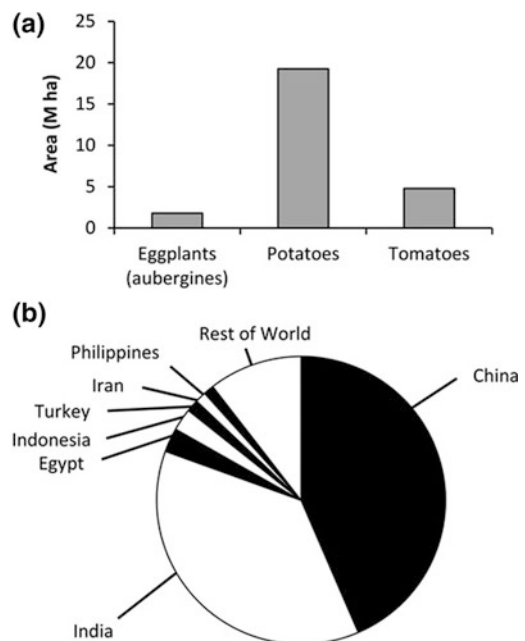 (a)
25
20
15
10
5
0
Area (M ha)
Eggplants
(aubergines)
Potatoes
Tomatoes
(b)
Rest of World
Philippines
Iran
Turkey
Indonesia
Egypt
China
India